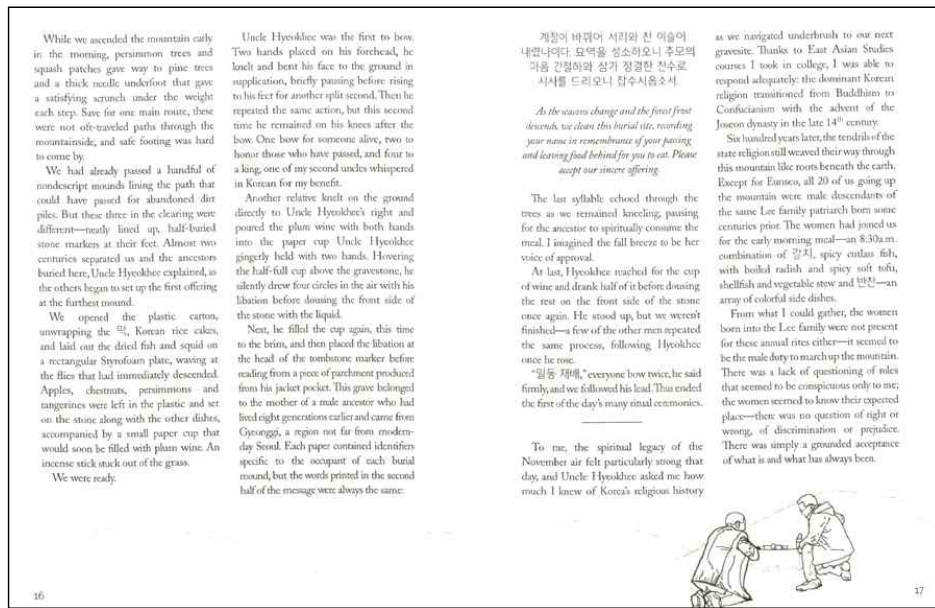 While we ascended the mountain early
in the morning, persimmon trees and
squash patches gave way to pine trees
and a thick needle underfoot that gave
a satisfying scrunch under the weight
each step. Save for one main route, these
were not oft-traveled paths through the
mountainside, and safe footing was hard
to come by.
We had already passed a handful of
nondescript mounds lining the path that
could have passed for abandoned dirt
piles. But these three in the clearing were
different—neatly lined up, half-buried
stone markers at their feet. Almost two
centuries separated us and the ancestors
buried here, Uncle Hyeokhee explained, as
the others began to set up the first offering
at the furthest mound.
We opened the plastic carton,
unwrapping the 떡, Korean rice cakes,
and laid out the dried fish and squid on
a rectangular Styrofoam plate, waving at
the flies that had immediately descended.
Apples, chestnuts, persimmons and
tangerines were left in the plastic and set
on the stone along with the other dishes,
accompanied by a small paper cup that
would soon be filled with plum wine. An
incense stick stuck out of the grass.
We were ready.
16
Uncle Hyeokhee was the first to bow.
Two hands placed on his forehead, he
knelt and bent his face to the ground in
supplication, briefly pausing before rising
to his feet for another split second. Then he
repeated the same action, but this second
time he remained on his knees after the
bow. One bow for someone alive, two to
honor those who have passed, and four to
a king, one of my second uncles whispered
in Korean for my benefit.
Another relative knelt on the ground
directly to Uncle Hyeokhee's right and
poured the plum wine with both hands
into the paper cup Uncle Hyeokhee
gingerly held with two hands. Hovering
the half-full cup above the gravestone, he
silently drew four circles in the air with his
libation before dousing the front side of
the stone with the liquid.
Next, he filled the cup again, this time
to the brim, and then placed the libation at
the head of the tombstone marker before
reading from a piece of parchment produced
from his jacket pocket. This grave belonged
to the mother of a male ancestor who had
lived eight generations earlier and came from
Gyeonggi, a region not far from modern-
day Seoul. Each paper contained identifiers
specific to the occupant of each burial
mound, but the words printed in the second
half of the message were always the same:
계절이 바뀌어 서리와 찬 이슬이
내렸나이다. 묘역을 성소하오니 추모의
마음 간절하와 삼가 정결한 천수로
시사를 드리오니 잡수시옵소서.
As the seasons change and the first frost
descends, we clean this burial site, recording
your name in remembrance of your passing
and leaving food behind for you to eat. Please
accept our sincere offering.
The last syllable echoed through the
trees as we remained kneeling, pausing
for the ancestor to spiritually consume the
meal. I imagined the fall breeze to be her
voice of approval.
At last, Hyeokhee reached for the cup
of wine and drank half of it before dousing
the rest on the front side of the stone
once again. He stood up, but we weren't
finished—a few of the other men repeated
the same process, following Hyeokhee
once he rose.
"일동 재배," everyone bow twice, he said
firmly, and we followed his lead. Thus ended
the first of the day's many ritual ceremonies.
To me, the spiritual legacy of the
November air felt particularly strong that
day, and Uncle Hyeokhee asked me how
much I knew of Korea's religious history
as we navigated underbrush to our next
gravesite. Thanks to East Asian Studies
courses I took in college, I was able to
respond adequately: the dominant Korean
religion transitioned from Buddhism to
Confucianism with the advent of the
Joseon dynasty in the late 14th century.
Six hundred years later, the tendrils of the
state religion still weaved their way through
this mountain like roots beneath the earth.
Except for Eunseo, all 20 of us going up
the mountain were male descendants of
the same Lee family patriarch born some
centuries prior. The women had joined us
for the early morning meal—an 8:30a.m.
combination of 갈치, spicy cutlass fish,
with boiled radish and spicy soft tofu,
shellfish and vegetable stew and 반찬—an
array of colorful side dishes.
From what I could gather, the women
born into the Lee family were not present
for these annual rites either—it seemed to
be the male duty to march up the mountain.
There was a lack of questioning of roles
that seemed to be conspicuous only to me;
the women seemed to know their expected
place—there was no question of right or
wrong, of discrimination or prejudice.
There was simply a grounded acceptance
of what is and what has always been.
17